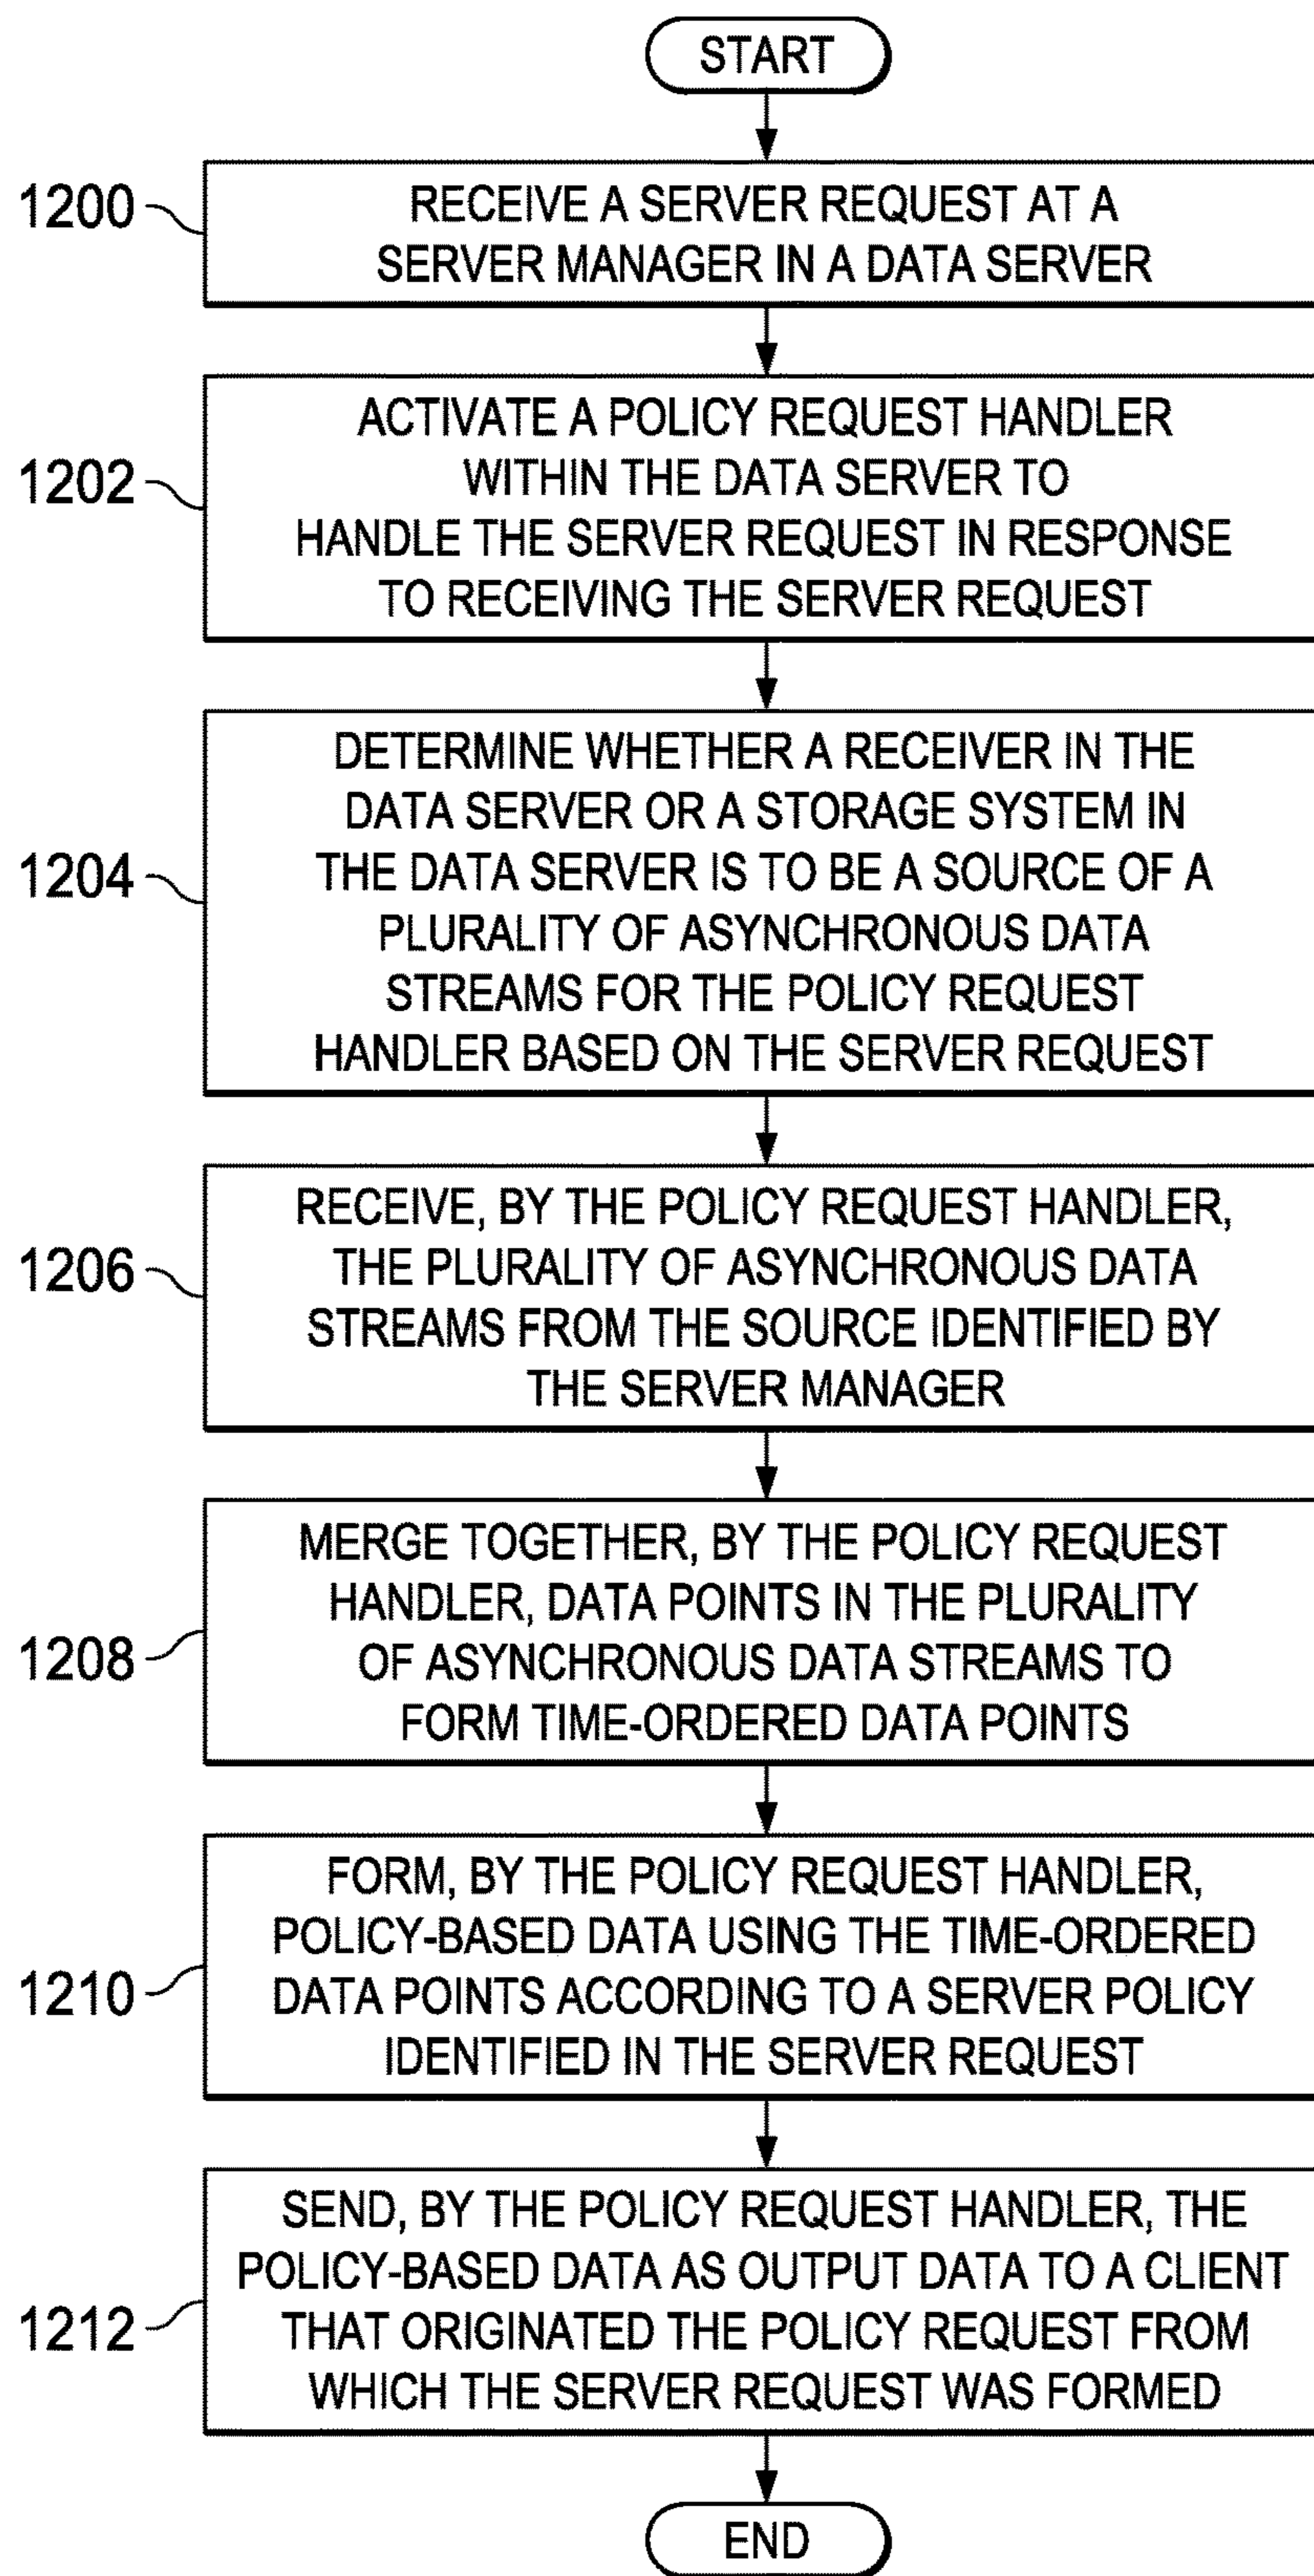 START
1200
RECEIVE A SERVER REQUEST AT A
SERVER MANAGER IN A DATA SERVER
1202
ACTIVATE A POLICY REQUEST HANDLER
WITHIN THE DATA SERVER TO
HANDLE THE SERVER REQUEST IN RESPONSE
TO RECEIVING THE SERVER REQUEST
1204
DETERMINE WHETHER A RECEIVER IN THE
DATA SERVER OR A STORAGE SYSTEM IN
THE DATA SERVER IS TO BE A SOURCE OF A
PLURALITY OF ASYNCHRONOUS DATA
STREAMS FOR THE POLICY REQUEST
HANDLER BASED ON THE SERVER REQUEST
1206
RECEIVE, BY THE POLICY REQUEST HANDLER,
THE PLURALITY OF ASYNCHRONOUS DATA
STREAMS FROM THE SOURCE IDENTIFIED BY
THE SERVER MANAGER
1208
MERGE TOGETHER, BY THE POLICY REQUEST
HANDLER, DATA POINTS IN THE PLURALITY
OF ASYNCHRONOUS DATA STREAMS TO
FORM TIME-ORDERED DATA POINTS
1210
FORM, BY THE POLICY REQUEST HANDLER,
POLICY-BASED DATA USING THE TIME-ORDERED
DATA POINTS ACCORDING TO A SERVER POLICY
IDENTIFIED IN THE SERVER REQUEST
1212
SEND, BY THE POLICY REQUEST HANDLER, THE
POLICY-BASED DATA AS OUTPUT DATA TO A CLIENT
THAT ORIGINATED THE POLICY REQUEST FROM
WHICH THE SERVER REQUEST WAS FORMED
END